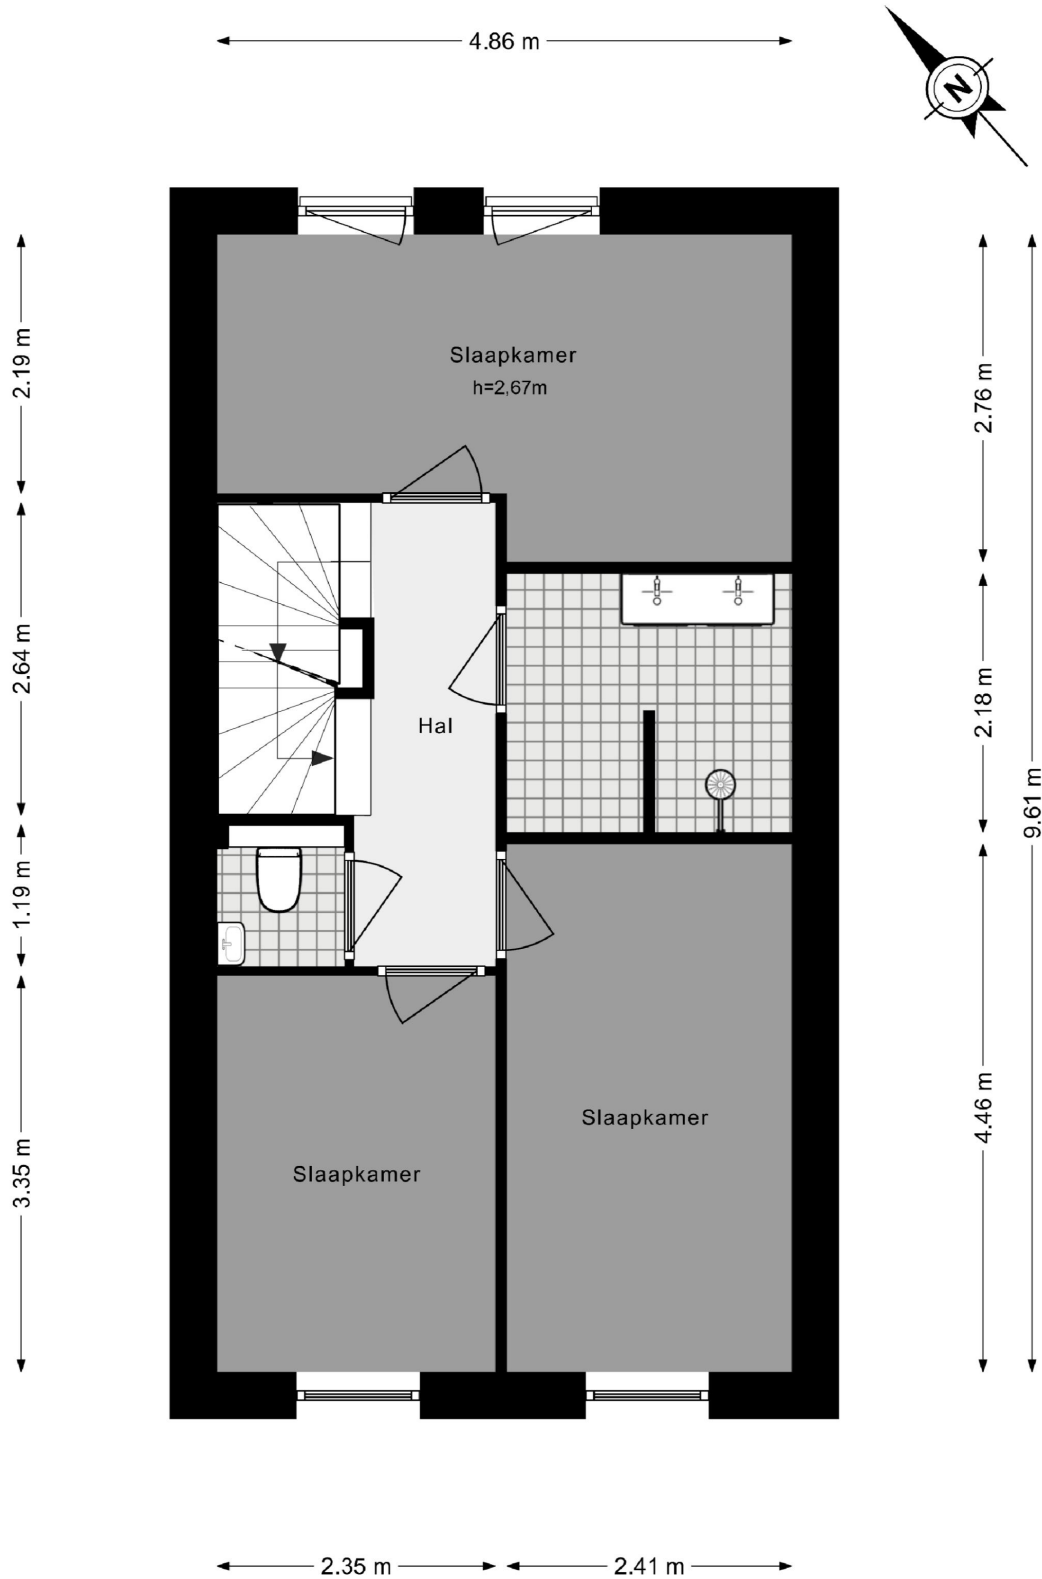 4.86 m
N
Slaapkamer
h=2,67m
2.19 m
2.76 m
2.64 m
Hal
2.18 m
9.61 m
1.19 m
Slaapkamer
4.46 m
Slaapkamer
3.35 m
2.35 m
2.41 m